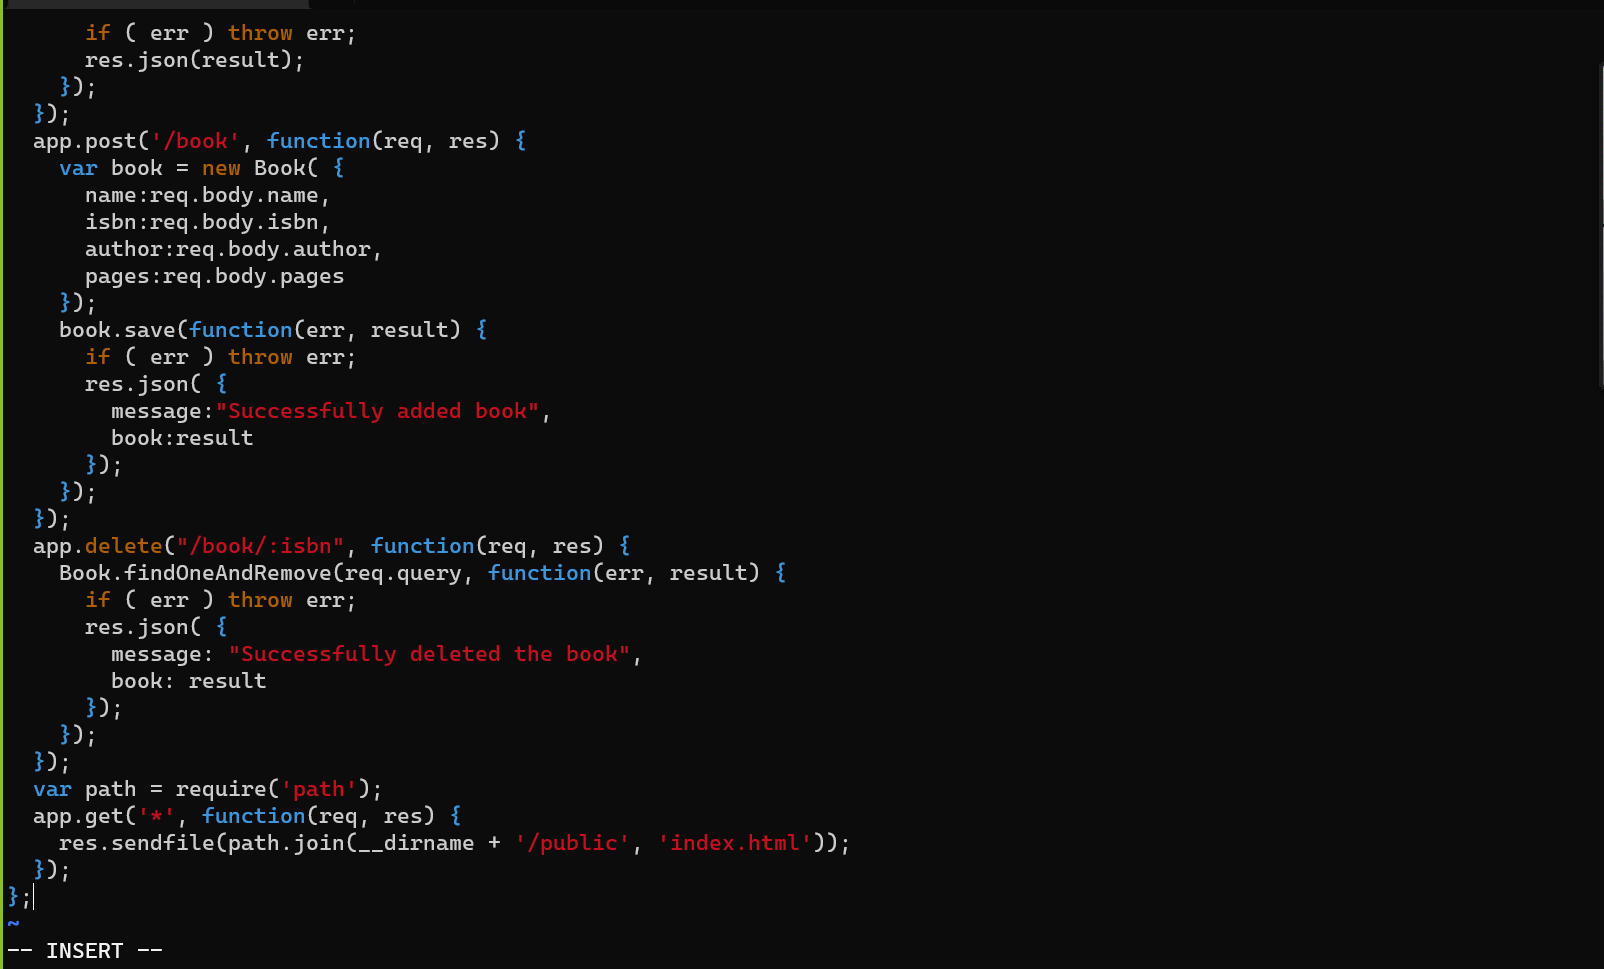 if ( err ) throw err;
      res.json(result);
    });
  });
  app.post('/book', function(req, res) {
    var book = new Book( {
      name:req.body.name,
      isbn:req.body.isbn,
      author:req.body.author,
      pages:req.body.pages
    });
    book.save(function(err, result) {
      if ( err ) throw err;
      res.json( {
        message:"Successfully added book",
        book:result
      });
    });
  });
  app.delete("/book/:isbn", function(req, res) {
    Book.findOneAndRemove(req.query, function(err, result) {
      if ( err ) throw err;
      res.json( {
        message: "Successfully deleted the book",
        book: result
      });
    });
  });
  var path = require('path');
  app.get('*', function(req, res) {
    res.sendfile(path.join(__dirname + '/public', 'index.html'));
  });
};
~
-- INSERT --